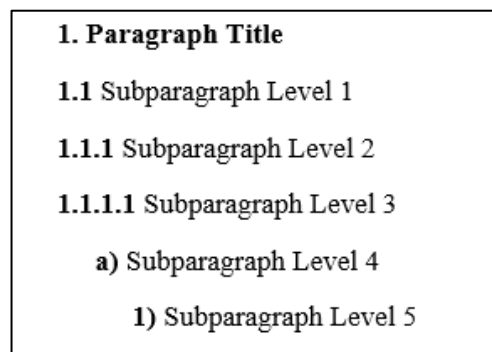 1. Paragraph Title
1.1 Subparagraph Level 1
1.1.1 Subparagraph Level 2
1.1.1.1 Subparagraph Level 3
a) Subparagraph Level 4
1) Subparagraph Level 5